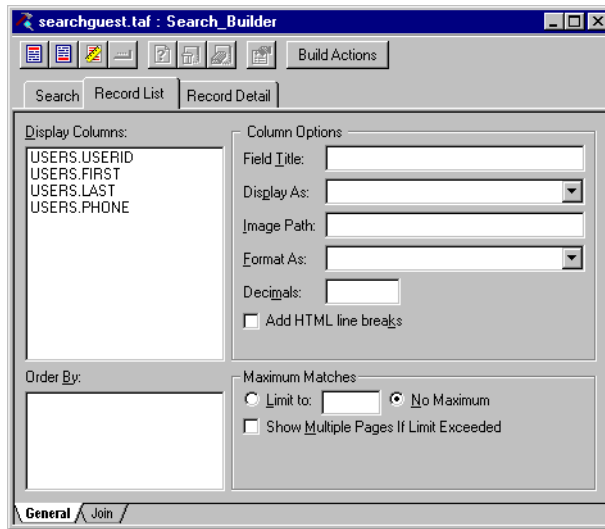 searchguest.taf : Search_Builder
Build Actions
Search
Record List
Record Detail
Display Columns:
USERS.USERID
USERS.FIRST
USERS.LAST
USERS.PHONE
Column Options
Field Title:
Display As:
Image Path:
Format As:
Decimals:
Add HTML line breaks
Order By:
Maximum Matches
Limit to:
No Maximum
Show Multiple Pages If Limit Exceeded
General
Join